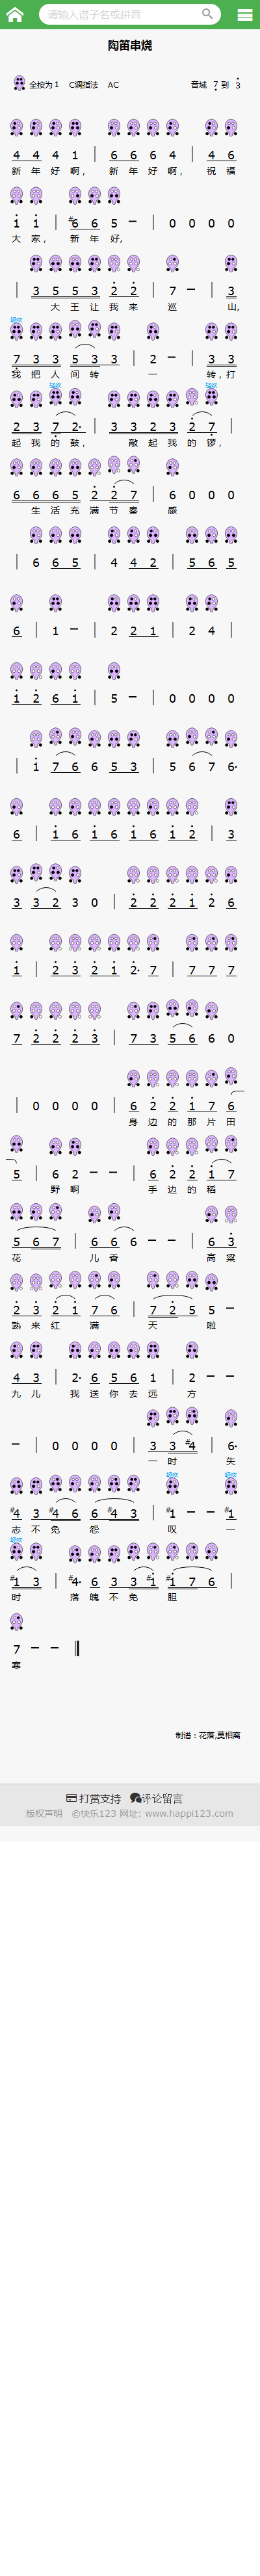 请输入谱子名或拼音
陶笛串烧
全按为 1 C调指法 AC 音域 7 到 3
4 4 4 1 | 6 6 6 4 | 4 6
新 年 好 啊, 新 年 好 啊, 祝 福
1 1 | #6 6 5 − | 0 0 0 0
大 家, 新 年 好,
| 3 5 5 3 2 2 7 − | 3
大 王 让 我 来 巡 山,
轻吹
7 3 3 5 3 3 | 2 − | 3 3
我 把 人 间 转 一 转, 打
轻吹 轻吹
2 3 7 2· | 3 3 2 3 2 7 |
起 我 的 鼓, 敲 起 我 的 锣,
6 6 6 5 2 2 7 | 6 0 0 0
生 活 充 满 节 奏 感
| 6 6 5 | 4 4 2 | 5 6 5
6 | 1 − | 2 2 1 | 2 4 |
1 2 6 1 | 5 − | 0 0 0 0
| 1 7 6 6 5 3 | 5 6 7 6·
6 | 1 6 1 6 1 6 1 2 | 3
3 3 2 3 0 | 2 2 2 1 2 6
1 | 2 3 2 1 2· 7 | 7 7 7
7 2 2 2 3 | 7 3 5 6 6 0
| 0 0 0 0 | 6 2 2 1 7 6
身 边 的 那 片 田
5 | 6 2 − − | 6 2 2 1 7
野 啊 手 边 的 稻
5 6 7 | 6 6 6 − − | 6 3
花 儿 香 高 粱
2 3 2 1 7 6 | 7 2 5 5 −
熟 来 红 满 天 啦
4 3 | 2· 6 5 6 1 | 2 − −
九 儿 我 送 你 去 远 方
− | 0 0 0 0 | 3 3 #4 | 6·
一 时 失
轻吹 轻吹
#4 3 #4 6 6 #4 3 | #1 − − #1
志 不 免 怨 叹 一
轻吹
#1 3 | #4· 6 3 3 #1 #1 7 6 |
时 落 魄 不 免 胆
7 − −
寒
制谱：花落,莫相离
打赏支持 评论留言
版权声明 ©快乐123 网址: www.happi123.com